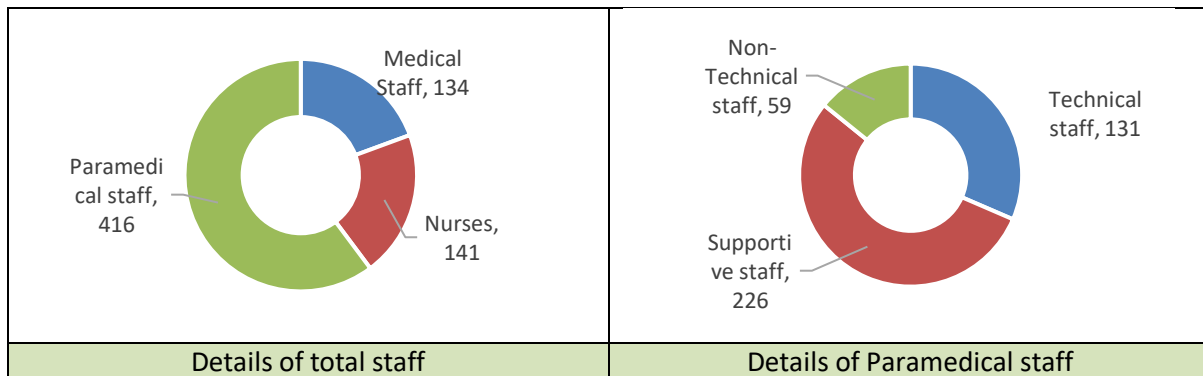 Medical
Staff, 134
Paramedi
cal staff,
416
Nurses,
141
Details of total staff
Non-
Technical
staff, 59
Technical
staff, 131
Supporti
ve staff,
226
Details of Paramedical staff